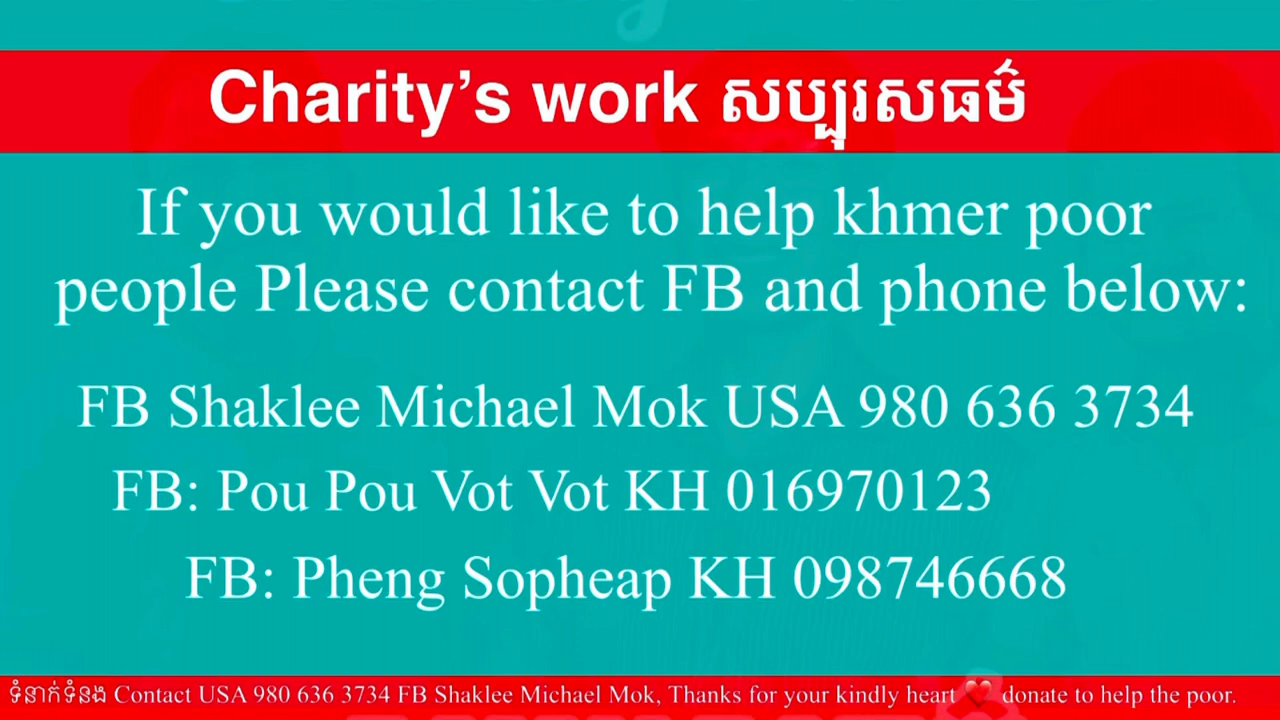 Charity’s work សប្បុរសធម៌
If you would like to help khmer poor
people Please contact FB and phone below:
FB Shaklee Michael Mok USA 980 636 3734
FB: Pou Pou Vot Vot KH 016970123
FB: Pheng Sopheap KH 098746668
ទំនាក់ទំនង Contact USA 980 636 3734 FB Shaklee Michael Mok, Thanks for your kindly heart ❤ donate to help the poor.